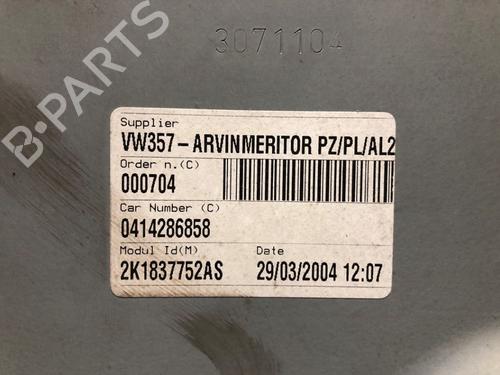 3071104
B-PARTS
Supplier
VW357-ARVINMERITOR PZ/PL/AL2
Order n.(C)
000704
Car Number (C)
0414286858
Modul Id(M) Date
2K1837752AS 29/03/2004 12:07